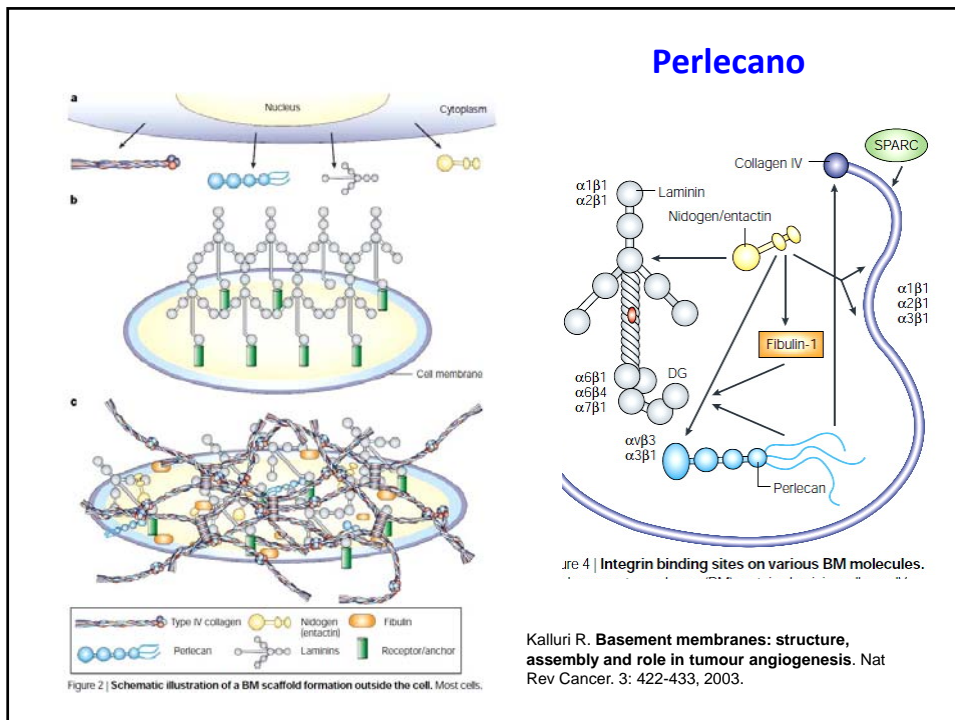 Perlecano
a
Nucleus
Cytoplasm
b
Cell membrane
c
Type IV collagen
Nidogen
(entactin)
Fibulin
Perlecan
Laminins
Receptor/anchor
Figure 2 | Schematic illustration of a BM scaffold formation outside the cell. Most cells,
SPARC
Collagen IV
α1β1
α2β1
Laminin
Nidogen/entactin
α1β1
α2β1
α3β1
Fibulin-1
α6β1
α6β4
α7β1
DG
αvβ3
α3β1
Perlecan
ure 4 | Integrin binding sites on various BM molecules.
Kalluri R. Basement membranes: structure,
assembly and role in tumour angiogenesis. Nat
Rev Cancer. 3: 422-433, 2003.